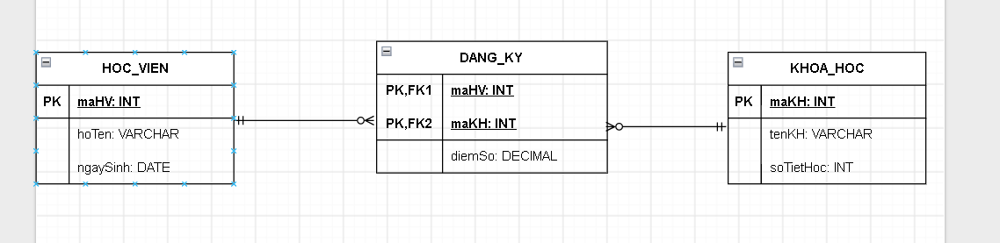 HOC_VIEN
PK maHV: INT
hoTen: VARCHAR
ngaySinh: DATE
DANG_KY
PK,FK1 maHV: INT
PK,FK2 maKH: INT
diemSo: DECIMAL
KHOA_HOC
PK maKH: INT
tenKH: VARCHAR
soTietHoc: INT